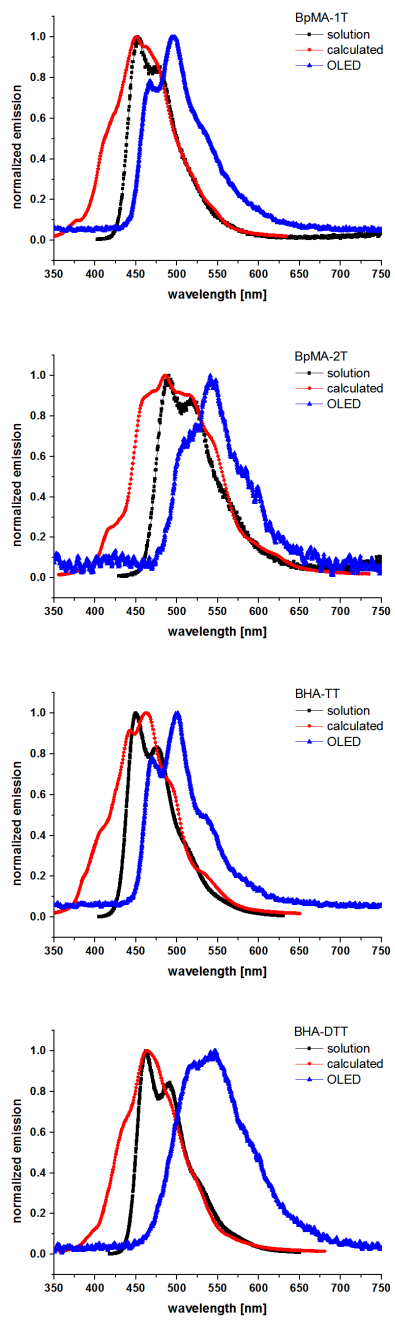 BpMA-1T
solution
calculated
OLED
normalized emission
1.0
0.8
0.6
0.4
0.2
0.0
350 400 450 500 550 600 650 700 750
wavelength [nm]
BpMA-2T
solution
calculated
OLED
normalized emission
1.0
0.8
0.6
0.4
0.2
0.0
350 400 450 500 550 600 650 700 750
wavelength [nm]
BHA-TT
solution
calculated
OLED
normalized emission
1.0
0.8
0.6
0.4
0.2
0.0
350 400 450 500 550 600 650 700 750
wavelength [nm]
BHA-DTT
solution
calculated
OLED
normalized emission
1.0
0.8
0.6
0.4
0.2
0.0
350 400 450 500 550 600 650 700 750
wavelength [nm]